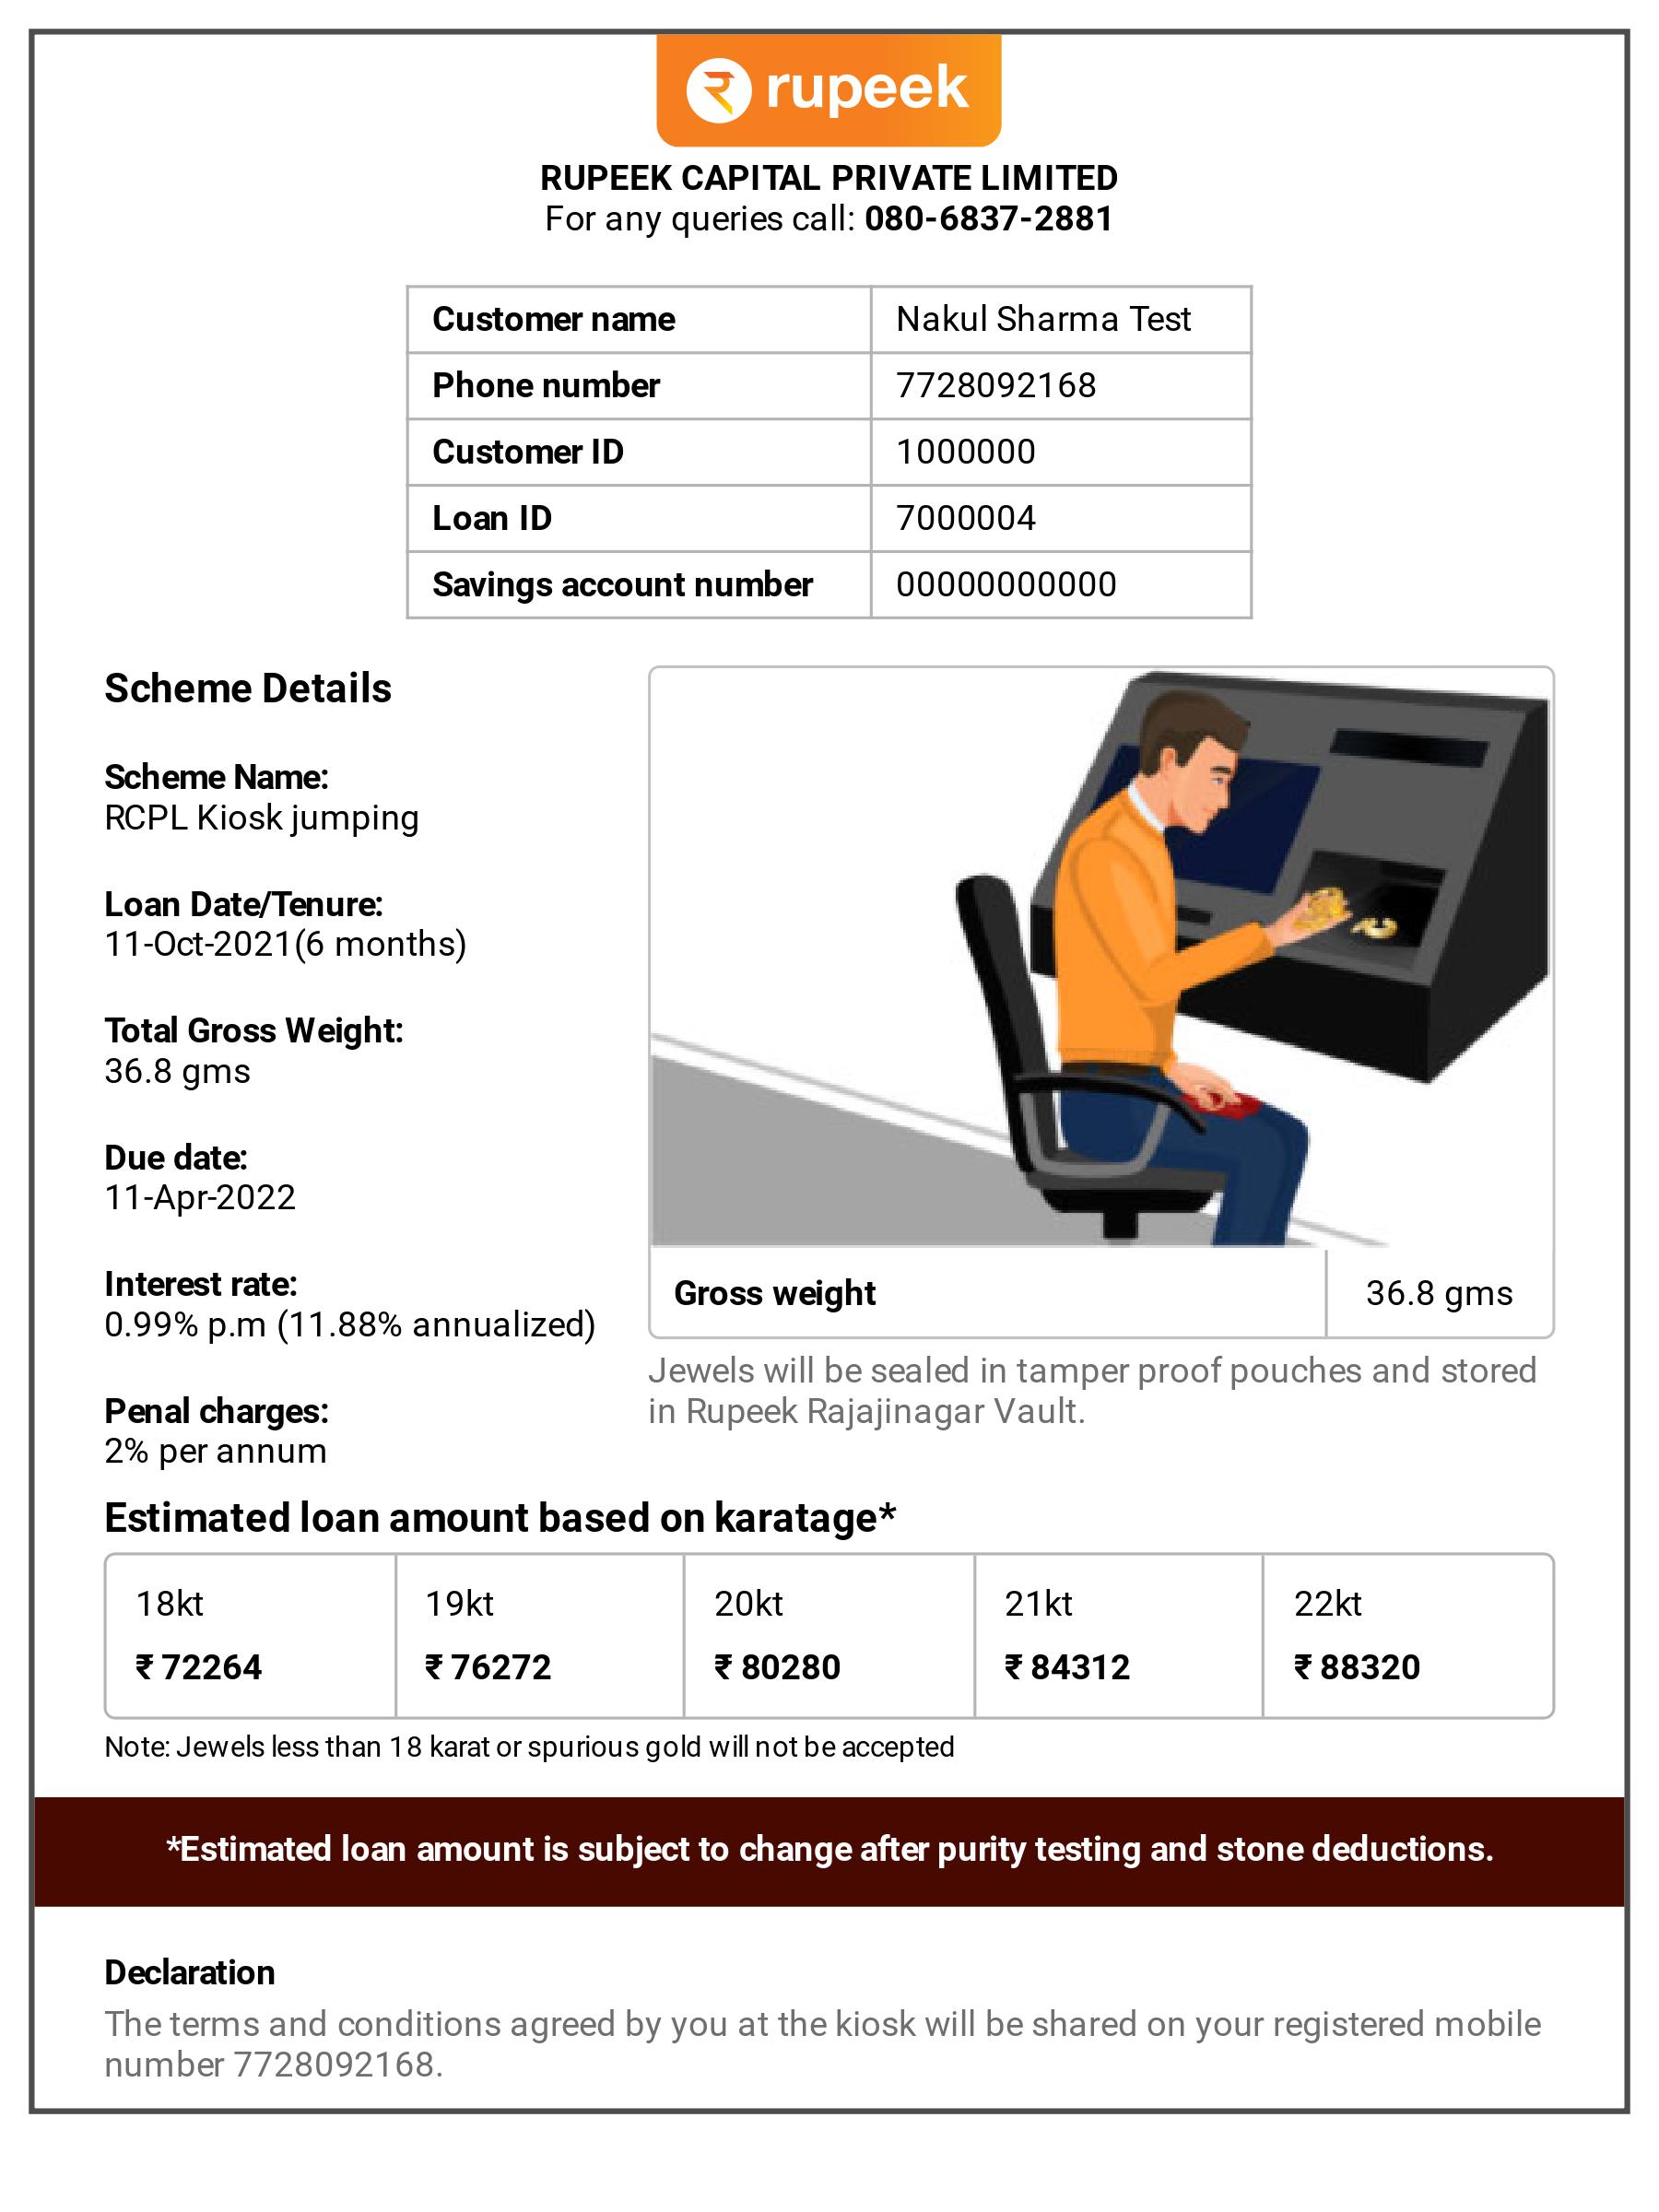 rupeek
RUPEEK CAPITAL PRIVATE LIMITED
For any queries call: 080-6837-2881
Customer name Nakul Sharma Test
Phone number 7728092168
Customer ID 1000000
Loan ID 7000004
Savings account number 00000000000
Scheme Details
Scheme Name:
RCPL Kiosk jumping
Loan Date/Tenure:
11-Oct-2021(6 months)
Total Gross Weight:
36.8 gms
Due date:
11-Apr-2022
Interest rate:
0.99% p.m (11.88% annualized)
Penal charges:
2% per annum
Gross weight 36.8 gms
Jewels will be sealed in tamper proof pouches and stored
in Rupeek Rajajinagar Vault.
Estimated loan amount based on karatage*
18kt 19kt 20kt 21kt 22kt
₹ 72264 ₹ 76272 ₹ 80280 ₹ 84312 ₹ 88320
Note: Jewels less than 18 karat or spurious gold will not be accepted
*Estimated loan amount is subject to change after purity testing and stone deductions.
Declaration
The terms and conditions agreed by you at the kiosk will be shared on your registered mobile
number 7728092168.